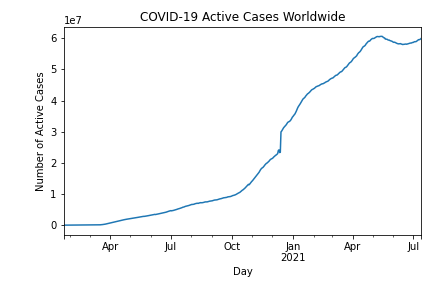 COVID-19 Active Cases Worldwide
1e7
6
5
4
3
2
1
0
Number of Active Cases
Apr Jul Oct Jan Apr Jul
2021
Day